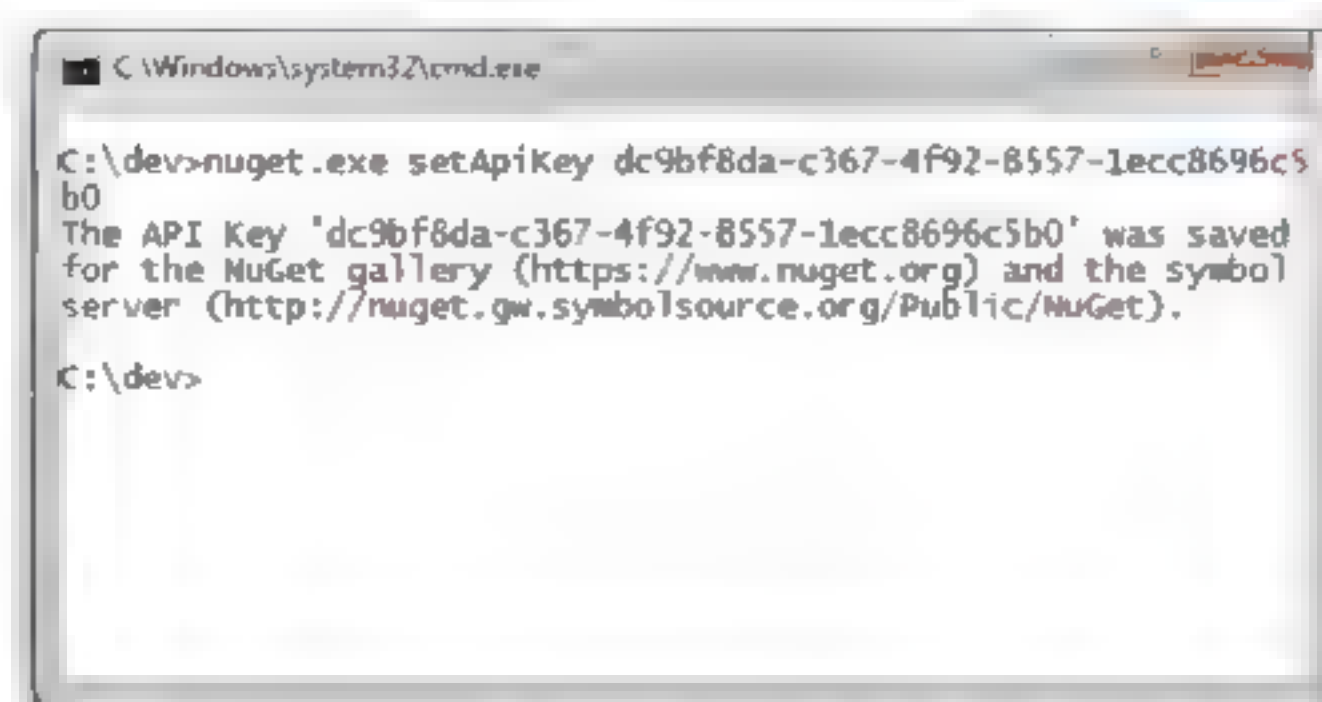 C:\Windows\system32\cmd.exe
C:\dev>nuget.exe setApiKey dc9bf8da-c367-4f92-8557-1ecc8696c5
b0
The API Key 'dc9bf8da-c367-4f92-8557-1ecc8696c5b0' was saved
for the NuGet gallery (https://www.nuget.org) and the symbol
server (http://nuget.gw.symbolsource.org/Public/NuGet).
C:\dev>